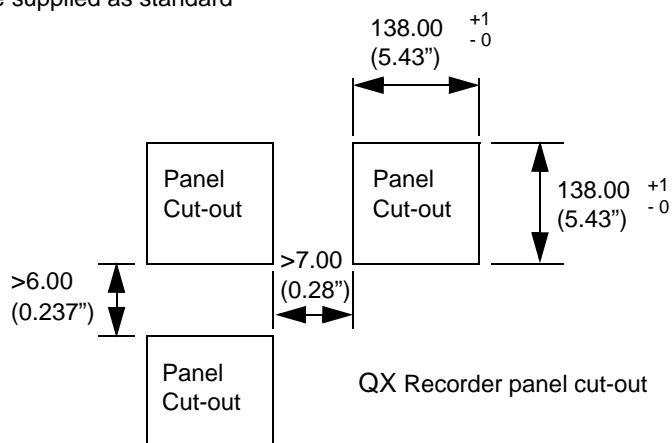 supplied as standard
138.00 +1
- 0
(5.43”)
Panel
Cut-out
Panel
Cut-out
138.00 +1
- 0
(5.43”)
>7.00
(0.28”)
>6.00
(0.237”)
Panel
Cut-out
QX Recorder panel cut-out